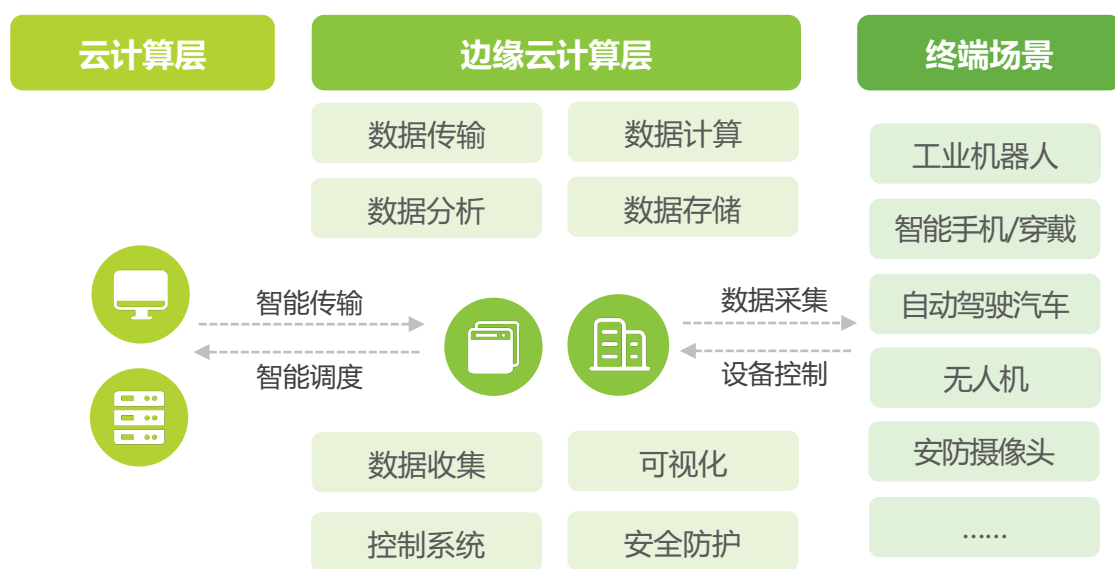 云计算层
边缘云计算层
终端场景
数据传输
数据计算
数据分析
数据存储
智能传输
智能调度
数据采集
设备控制
数据收集
可视化
控制系统
安全防护
工业机器人
智能手机/穿戴
自动驾驶汽车
无人机
安防摄像头
……